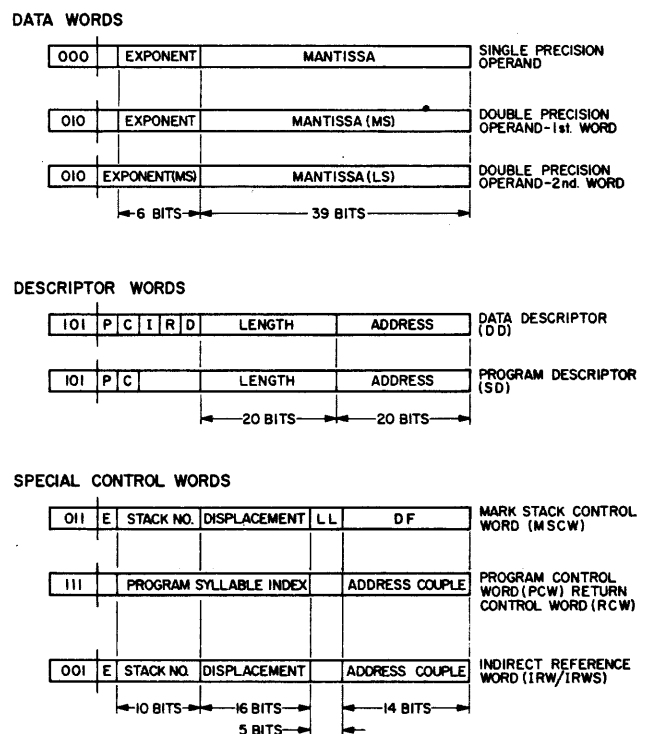 DATA WORDS
000 EXPONENT MANTISSA SINGLE PRECISION
OPERAND
010 EXPONENT MANTISSA (MS) DOUBLE PRECISION
OPERAND-1st. WORD
010 EXPONENT(MS) MANTISSA (LS) DOUBLE PRECISION
OPERAND-2nd. WORD
6 BITS 39 BITS
DESCRIPTOR WORDS
101 P C I R D LENGTH ADDRESS DATA DESCRIPTOR
(DD)
101 P C LENGTH ADDRESS PROGRAM DESCRIPTOR
(SD)
20 BITS 20 BITS
SPECIAL CONTROL WORDS
011 E STACK NO. DISPLACEMENT LL DF MARK STACK CONTROL
WORD (MSCW)
111 PROGRAM SYLLABLE INDEX ADDRESS COUPLE PROGRAM CONTROL
WORD (PCW) RETURN
CONTROL WORD (RCW)
001 E STACK NO. DISPLACEMENT ADDRESS COUPLE INDIRECT REFERENCE
WORD (IRW/IRWS)
10 BITS 16 BITS 14 BITS
5 BITS